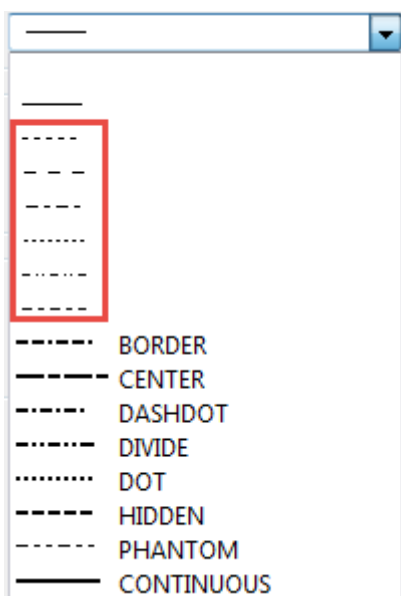 BORDER
CENTER
DASHDOT
DIVIDE
DOT
HIDDEN
PHANTOM
CONTINUOUS